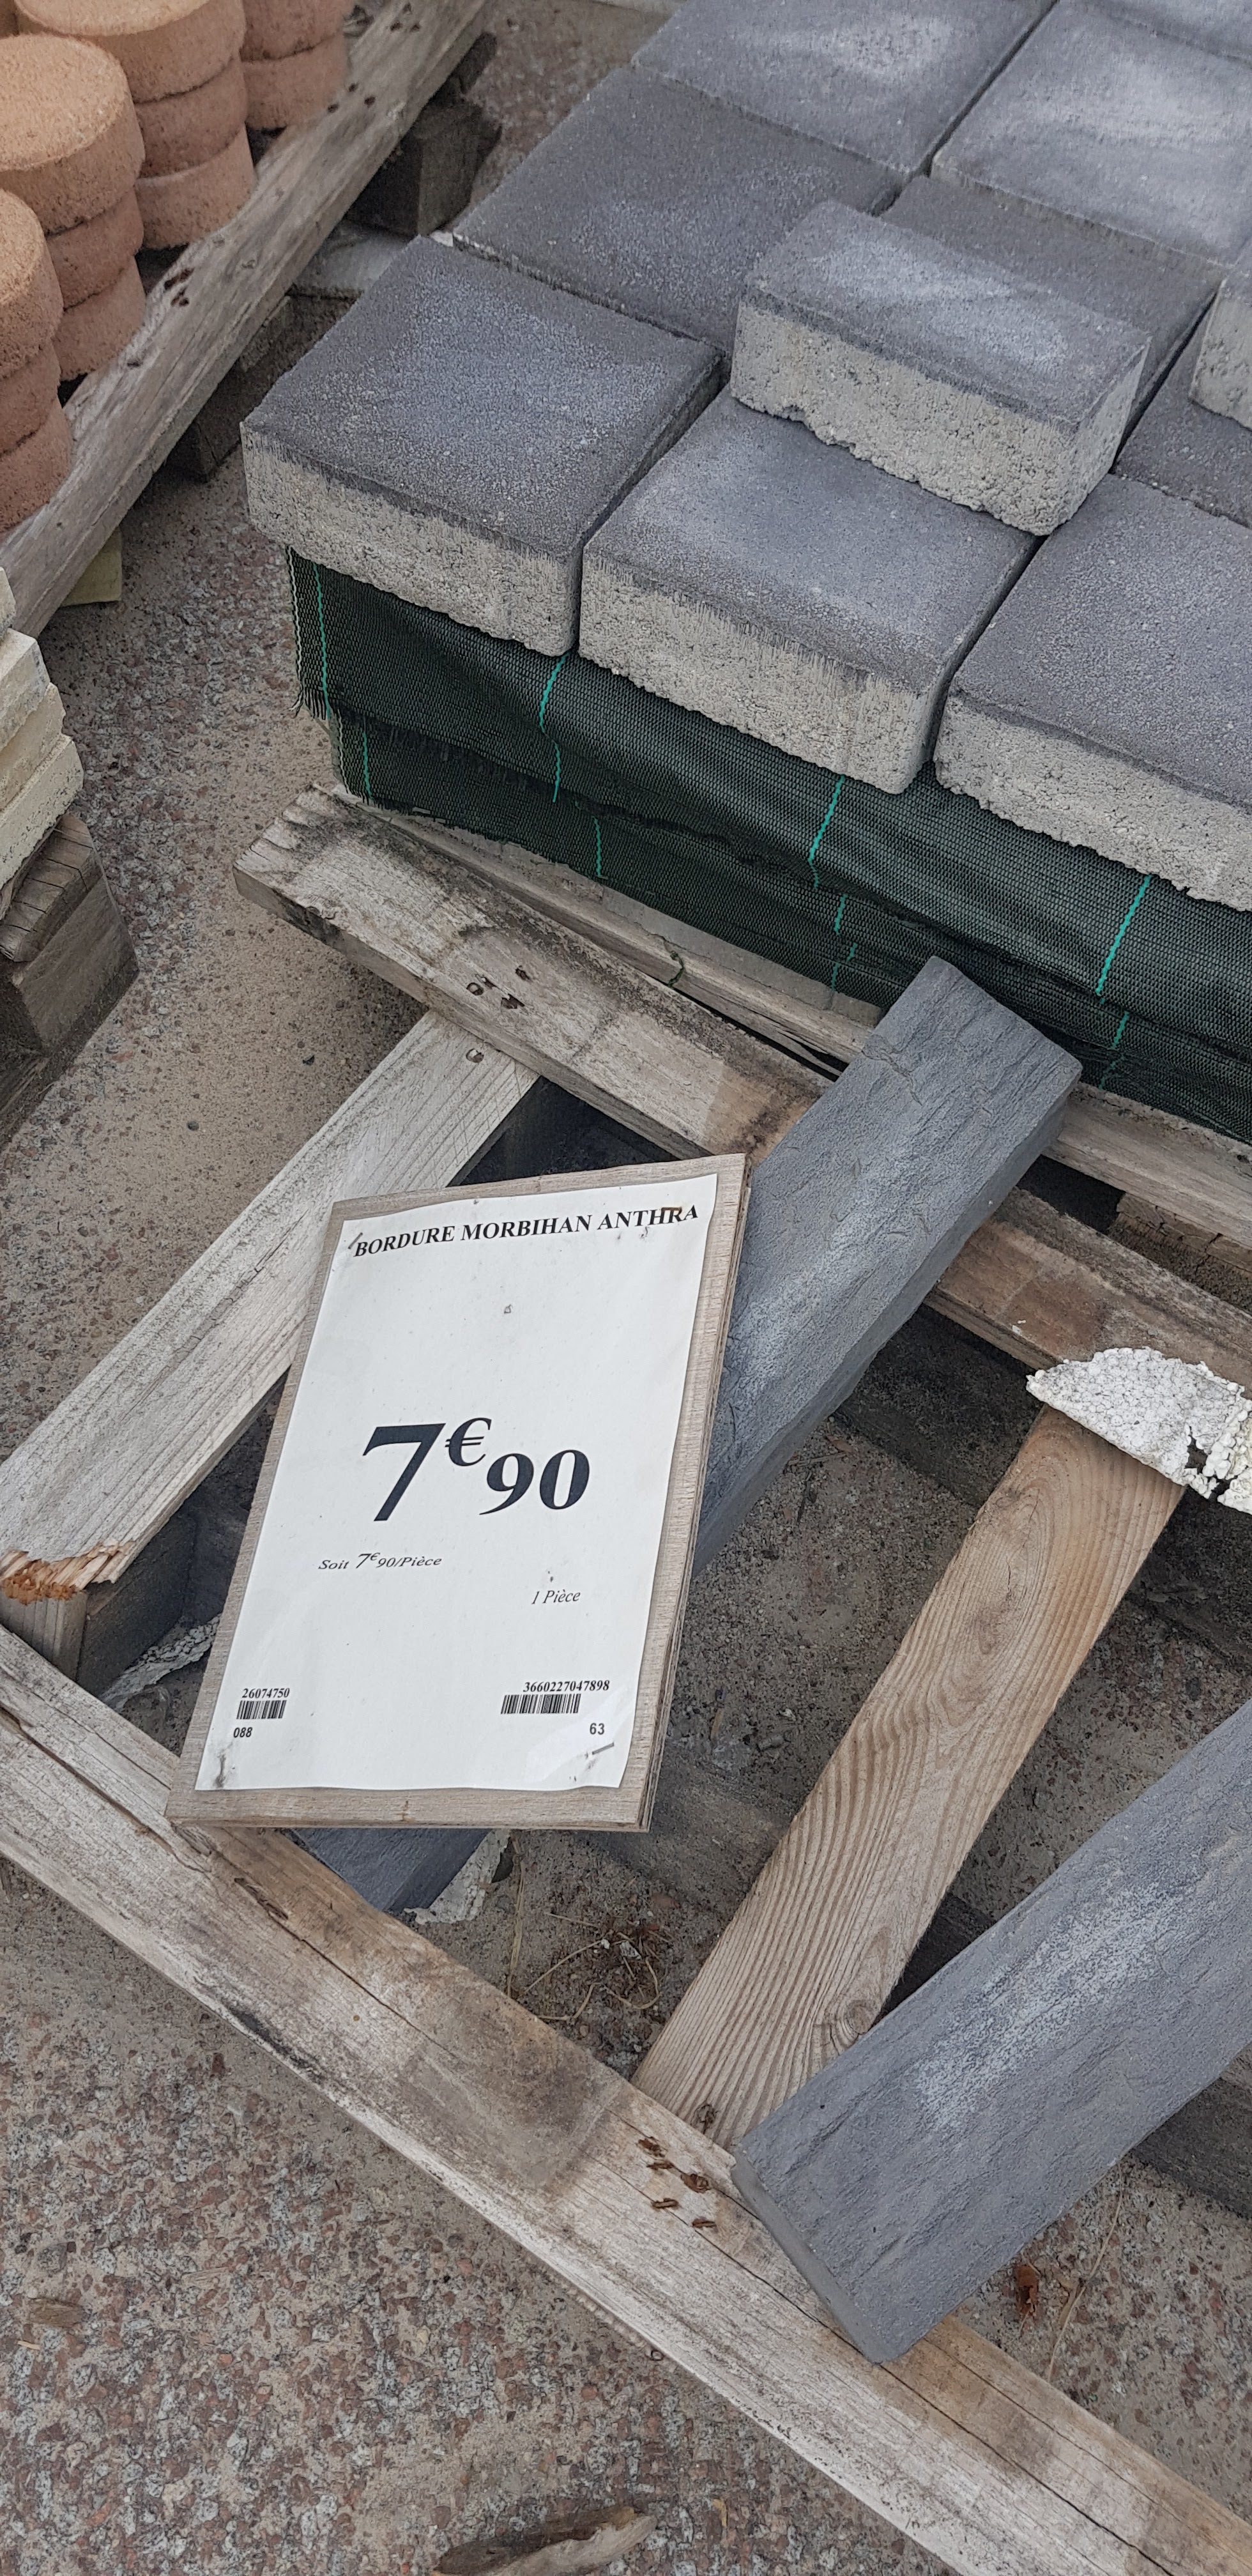 BORDURE MORBIHAN ANTHRA
7€90
Soit 7€90/Pièce
1 Pièce
26074750 3660227047898
088 63